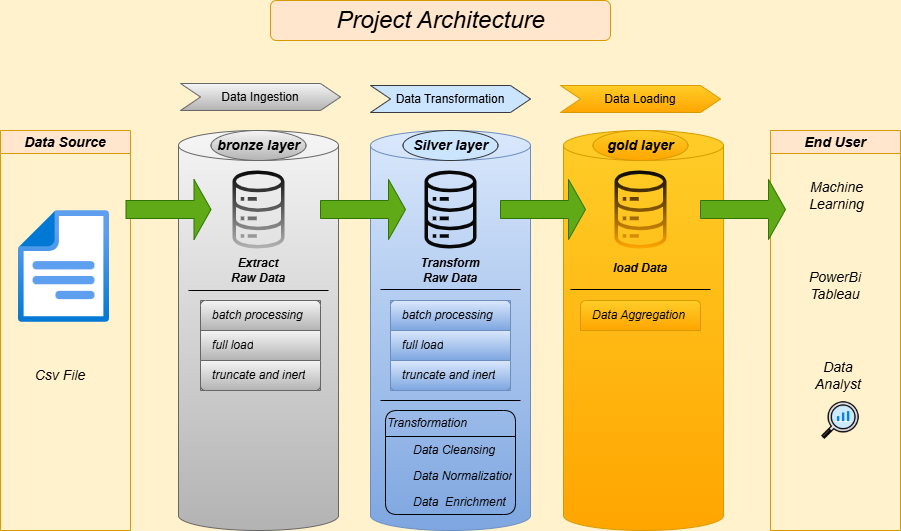 Project Architecture
Data Ingestion
Data Transformation
Data Loading
Data Source
Csv File
bronze layer
Extract
Raw Data
batch processing
full load
truncate and inert
Silver layer
Transform
Raw Data
batch processing
full load
truncate and inert
Transformation
Data Cleansing
Data Normalization
Data Enrichment
gold layer
load Data
Data Aggregation
End User
Machine
Learning
PowerBi
Tableau
Data
Analyst